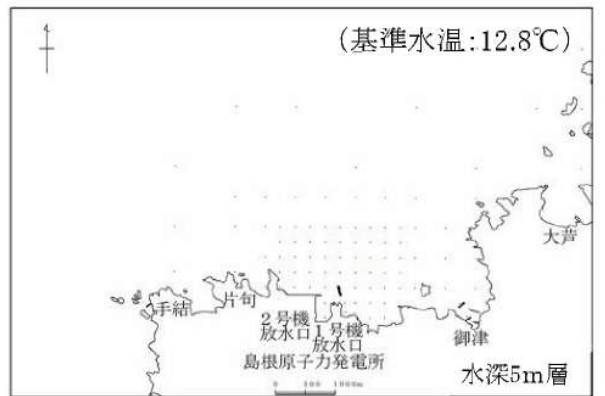 (基準水温:12.8℃)
大芦
手結
片句
2号機
放水口
1号機
放水口
御津
島根原子力発電所
水深5m層
0 500 1000m